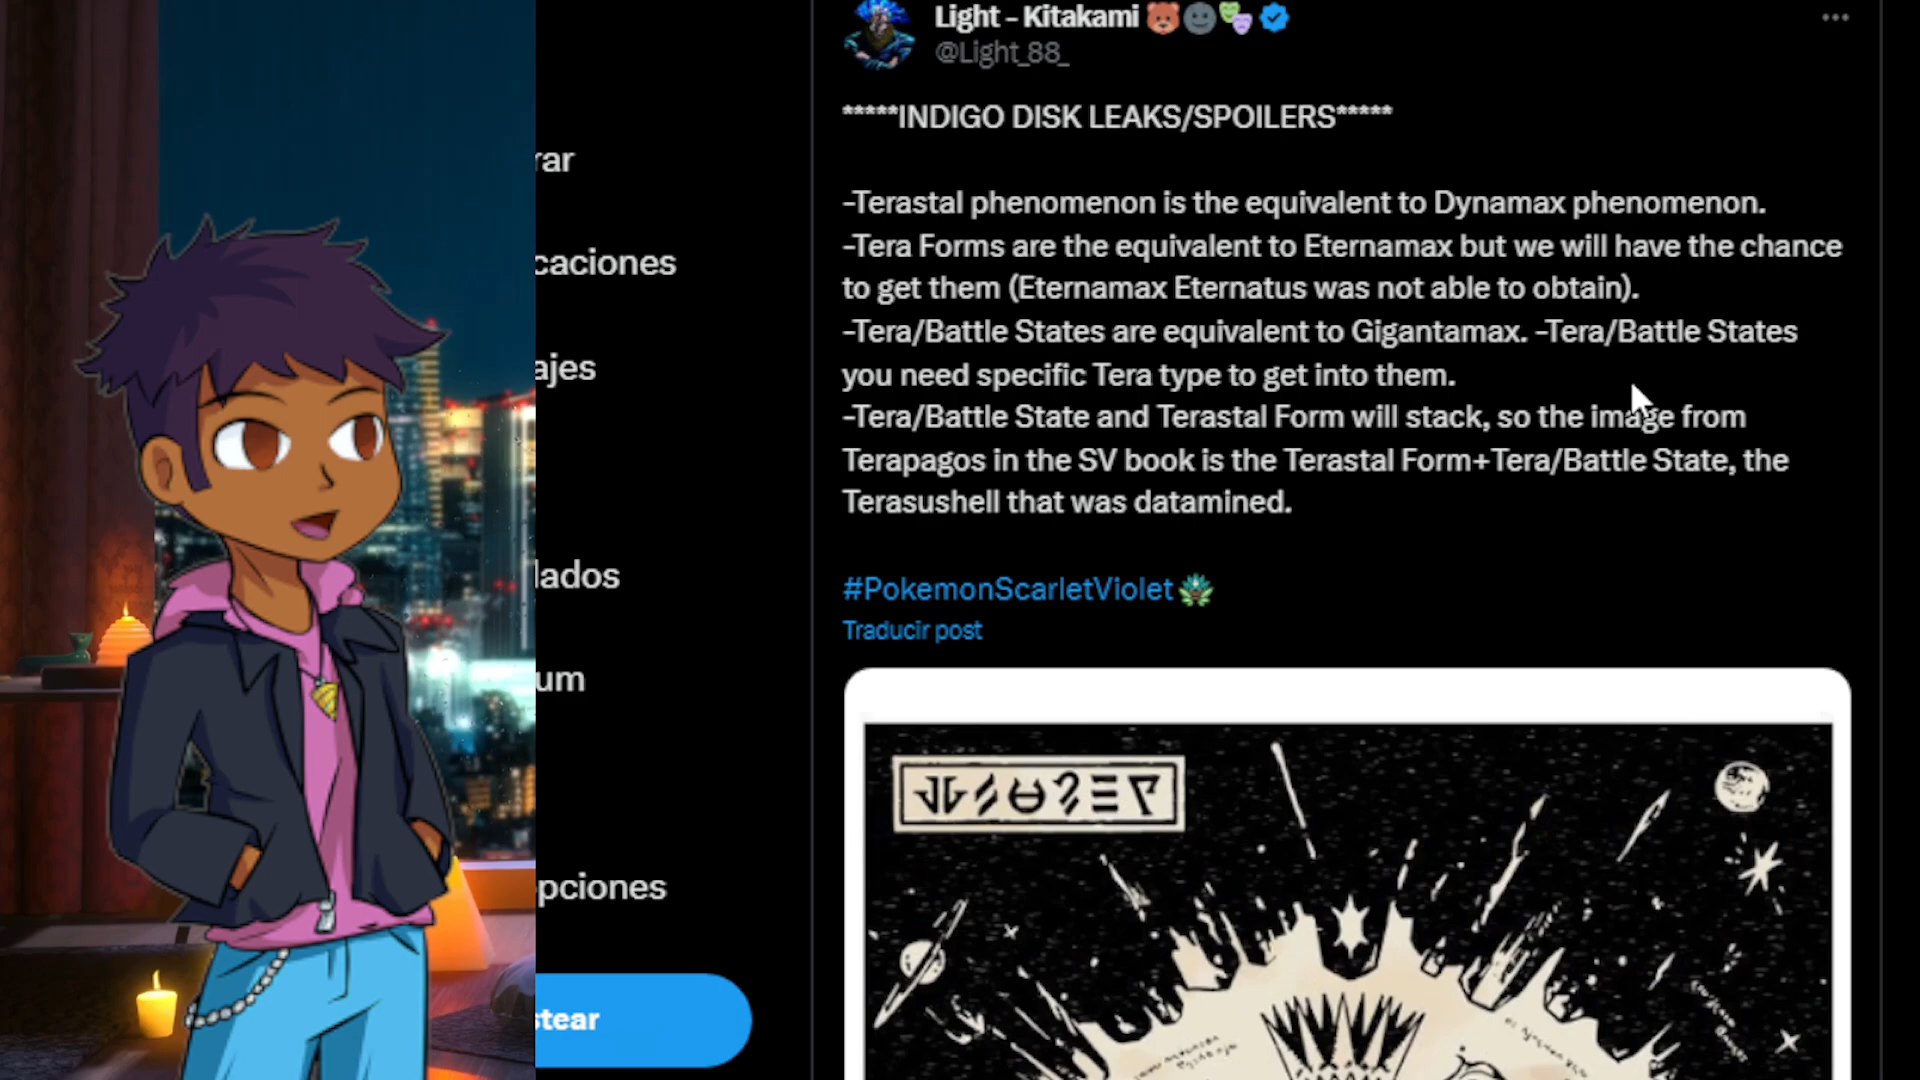 Light - Kitakami
@Light_88_
*****INDIGO DISK LEAKS/SPOILERS*****
rar
-Terastal phenomenon is the equivalent to Dynamax phenomenon.
-Tera Forms are the equivalent to Eternamax but we will have the chance
caciones
to get them (Eternamax Eternatus was not able to obtain).
-Tera/Battle States are equivalent to Gigantamax. -Tera/Battle States
ajes
you need specific Tera type to get into them.
-Tera/Battle State and Terastal Form will stack, so the image from
Terapagos in the SV book is the Terastal Form+Tera/Battle State, the
Terasushell that was datamined.
lados
#PokemonScarletViolet
Traducir post
um
pciones
stear